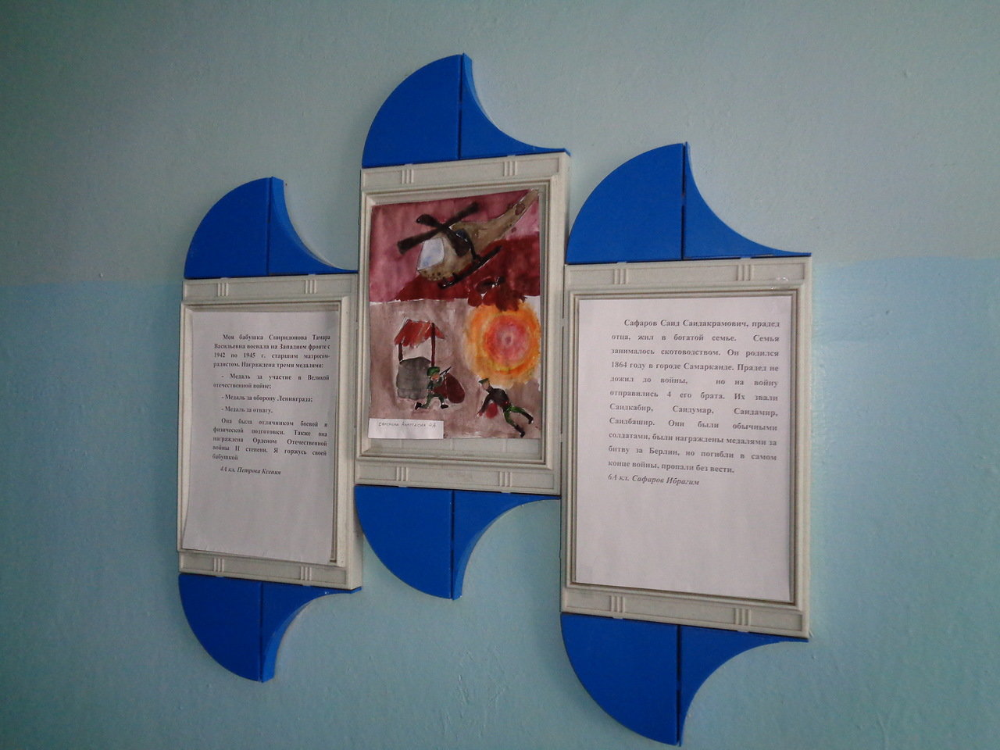 Моя бабушка Спиридонова Тамара
Васильевна воевала на Западном фронте с
1942 по 1945 г. старшим матросом-
радистом. Награждена тремя медалями:
- Медаль за участие в Великой
отечественной войне;
- Медаль за оборону Ленинграда;
- Медаль за отвагу.
Она была отличником боевой и
физической подготовки. Также она
награждена Орденом Отечественной
войны II степени. Я горжусь своей
бабушкой
4А кл. Петрова Ксения
Ефремова Анастасия 4А
Сафаров Саид Саидакрамович, прадед
отца, жил в богатой семье. Семья
занималось скотоводством. Он родился
1864 году в городе Самарканде. Прадед не
дожил до войны, но на войну
отправились 4 его брата. Их звали
Саидкабир, Саидумар, Саидамир,
Саидбашир. Они были обычными
солдатами, были награждены медалями за
битву за Берлин, но погибли в самом
конце войны, пропали без вести.
6А кл. Сафаров Ибрагим